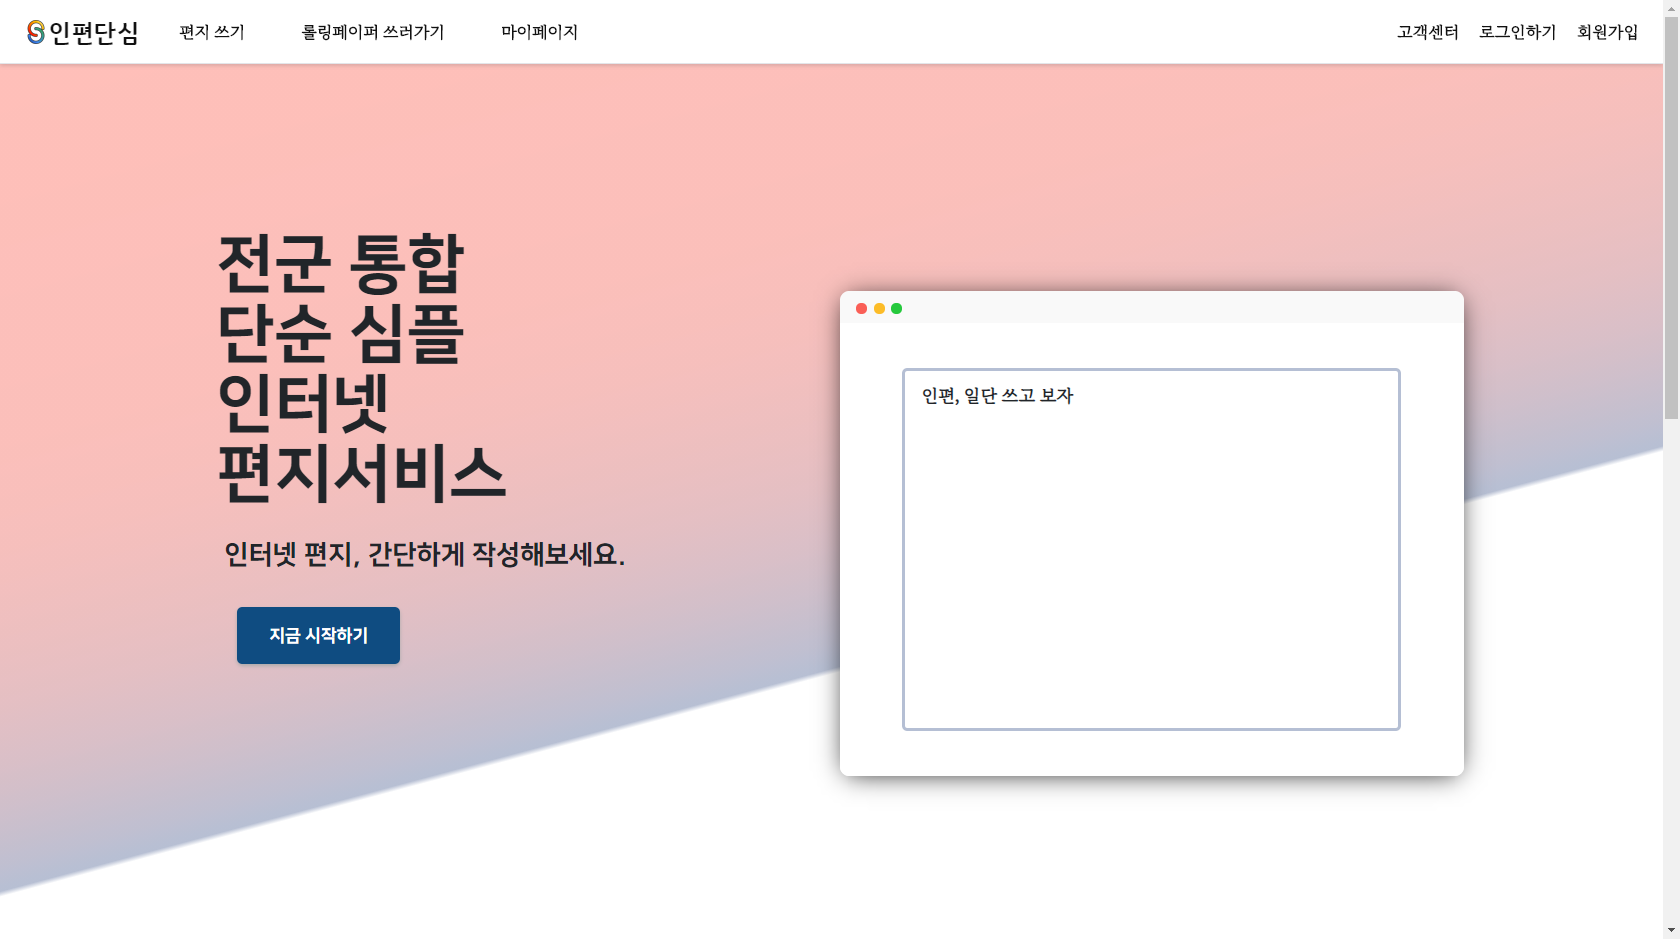 인편단심
편지 쓰기
롤링페이퍼 쓰러가기
마이페이지
고객센터
로그인하기
회원가입
전군 통합
단순 심플
인터넷
편지서비스
인터넷 편지, 간단하게 작성해보세요.
지금 시작하기
인편, 일단 쓰고 보자